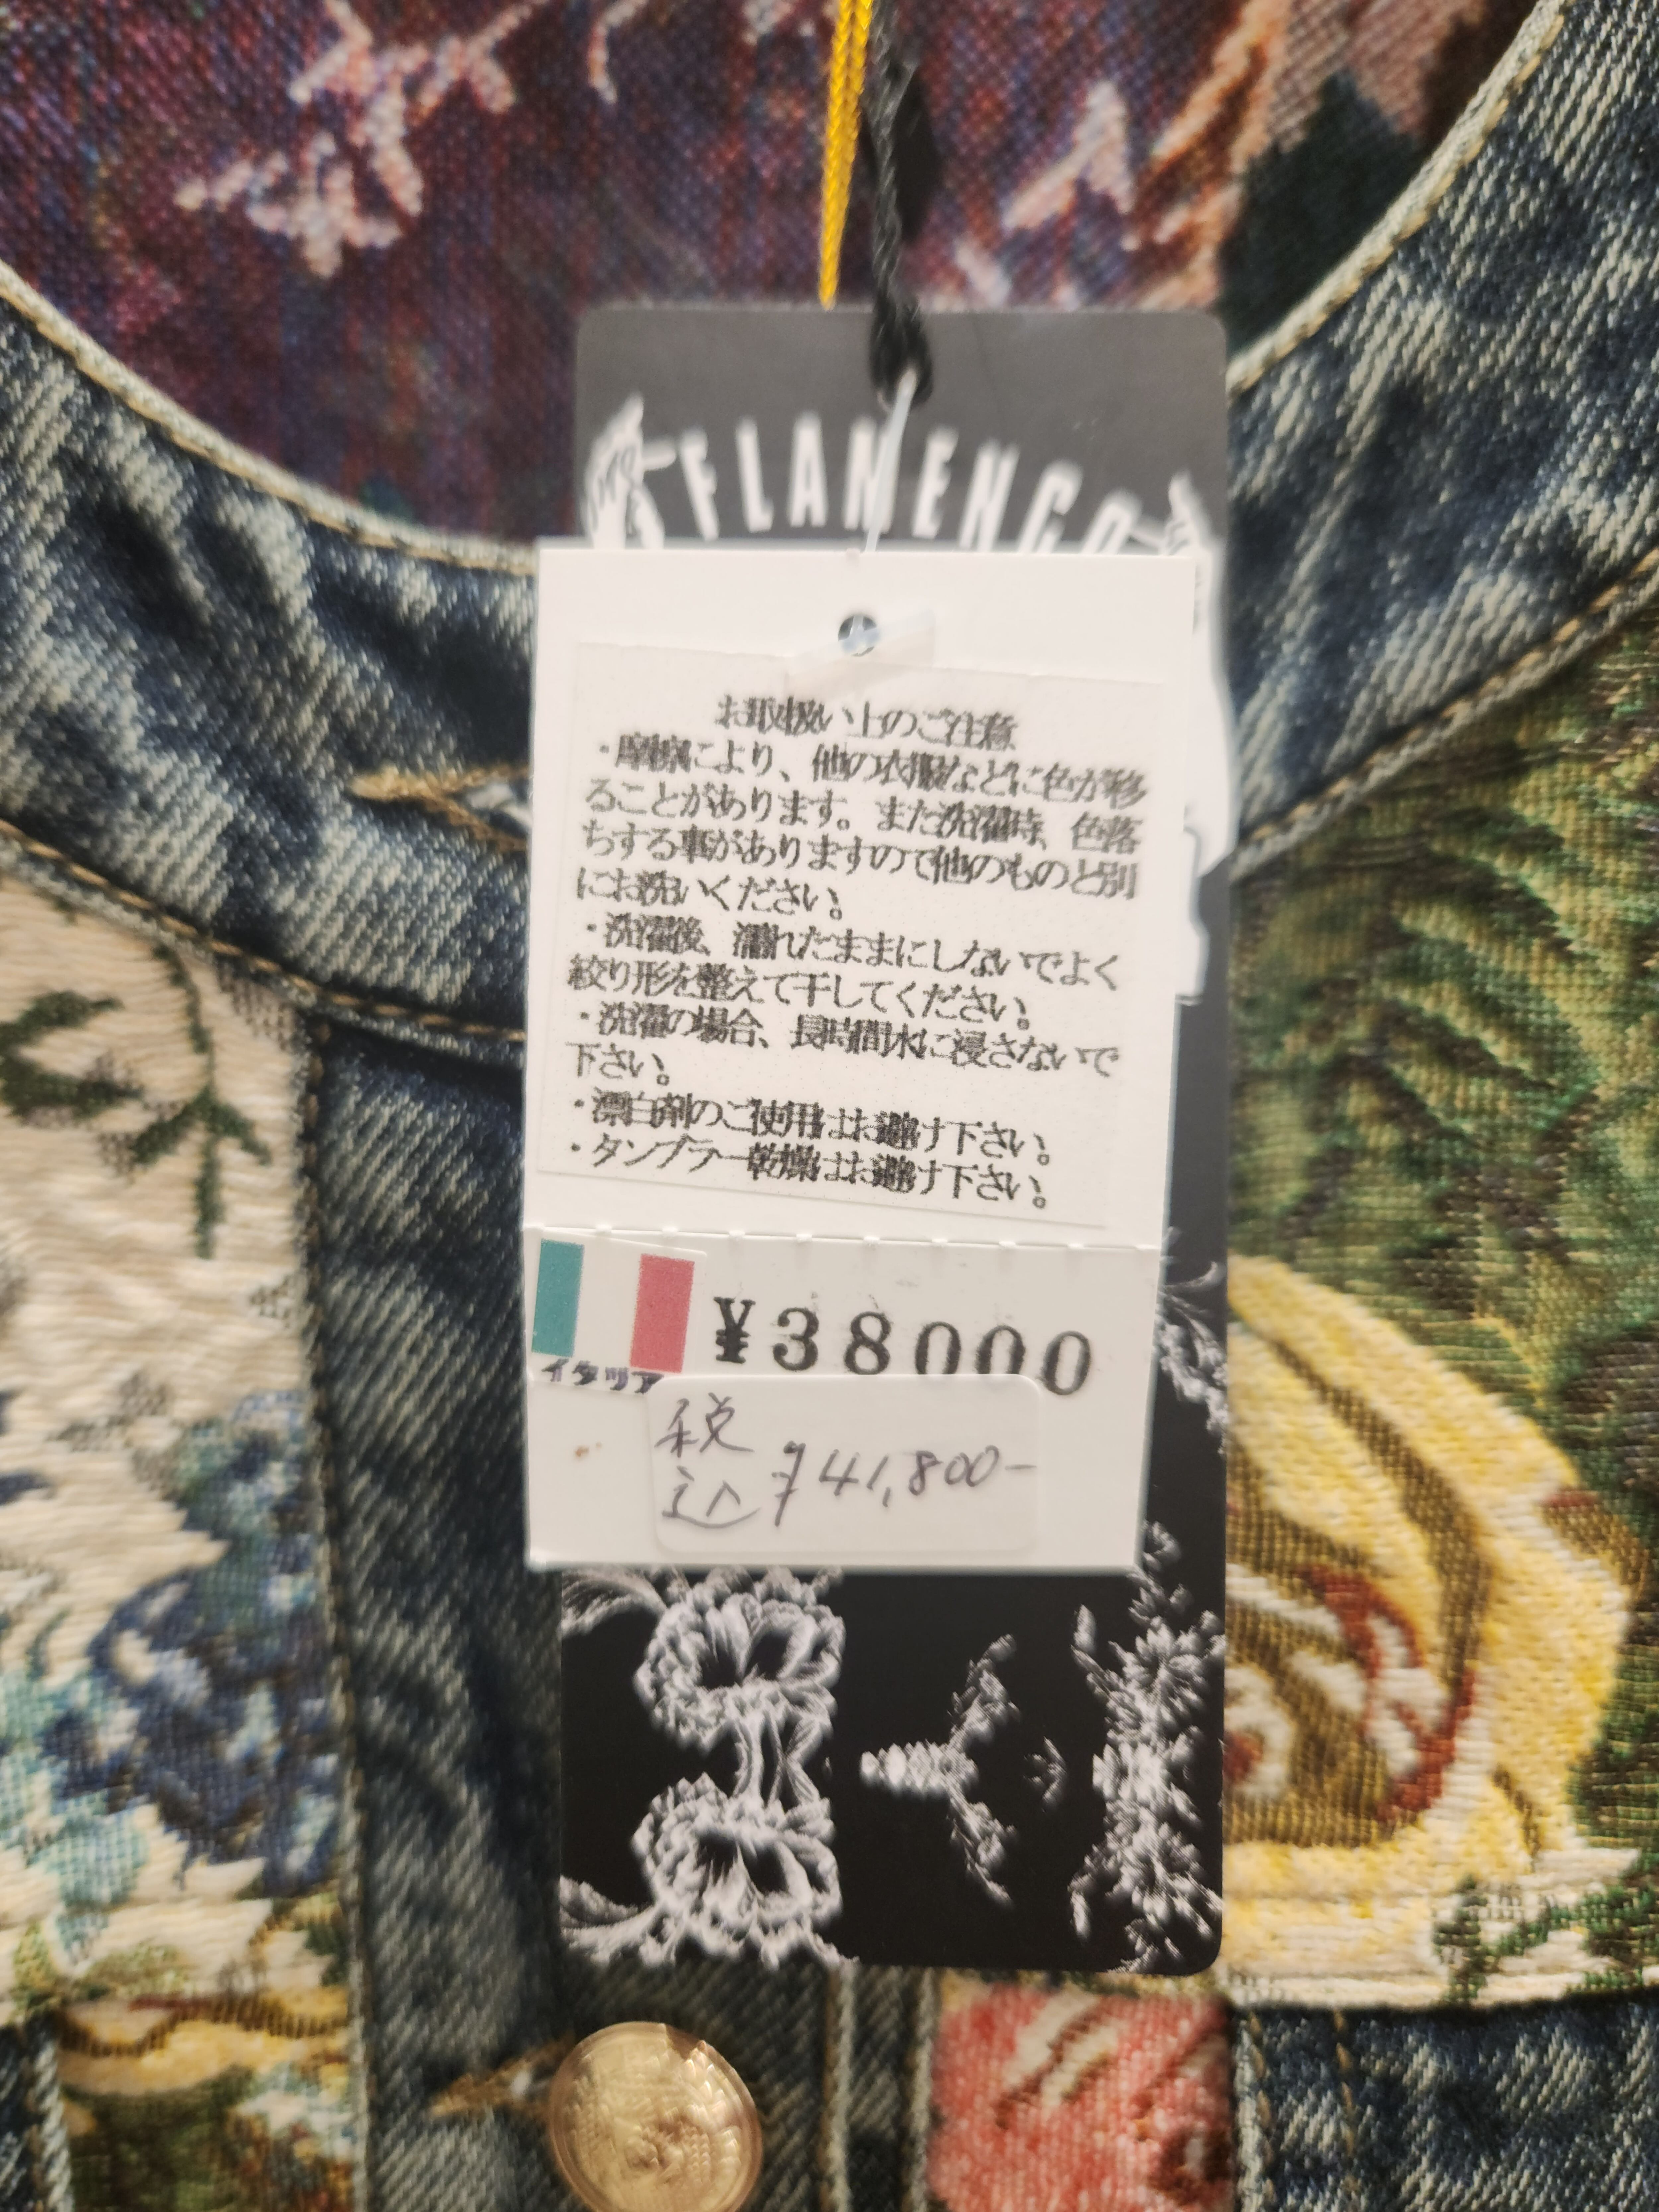 FLAMENCO
お取扱い上のご注意
・摩擦により、他の衣服などに色が移
ることがあります。また洗濯時、色落
ちする事がありますので他のものと別
にお洗いください。
・洗濯後、濡れたままにしないでよく
絞り形を整えて干してください。
・洗濯の場合、長時間水に浸さないで
下さい。
・漂白剤のご使用はお避け下さい。
・タンブラー乾燥はお避け下さい。
¥38000
イタリア
税込 ¥41,800-